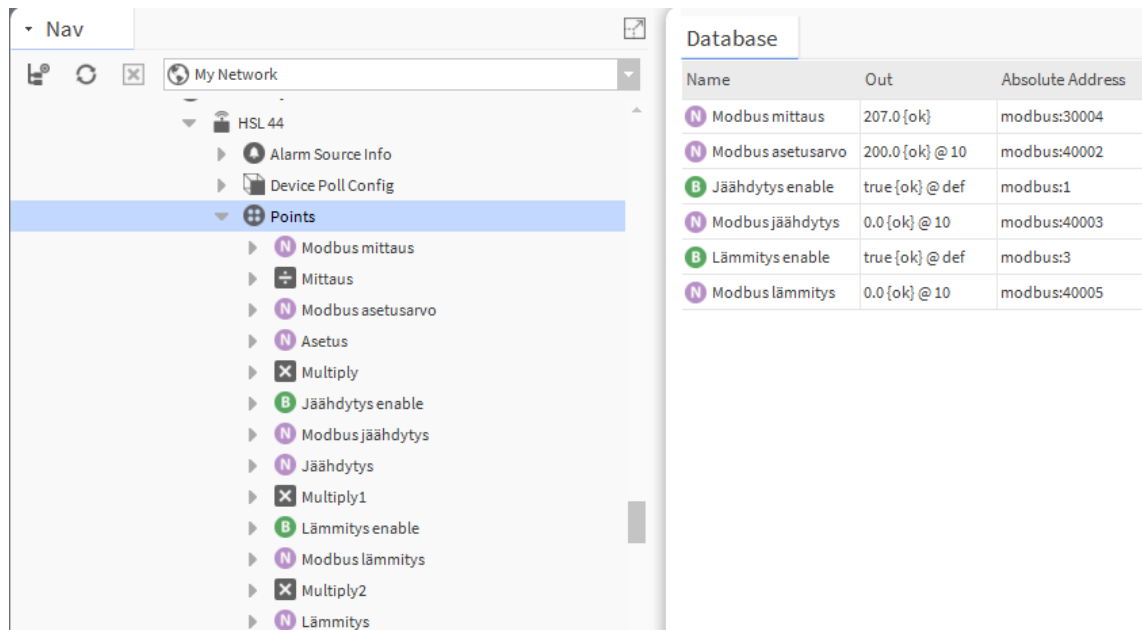 Nav
My Network
HSL 44
Alarm Source Info
Device Poll Config
Points
Modbus mittaus
Mittaus
Modbus asetusarvo
Asetus
Multiply
Jäähdytys enable
Modbus jäähdytys
Jäähdytys
Multiply1
Lämmitys enable
Modbus lämmitys
Multiply2
Lämmitys
Database
Name Out Absolute Address
N Modbus mittaus 207.0 {ok} modbus:30004
N Modbus asetusarvo 200.0 {ok} @ 10 modbus:40002
B Jäähdytys enable true {ok} @ def modbus:1
N Modbus jäähdytys 0.0 {ok} @ 10 modbus:40003
B Lämmitys enable true {ok} @ def modbus:3
N Modbus lämmitys 0.0 {ok} @ 10 modbus:40005